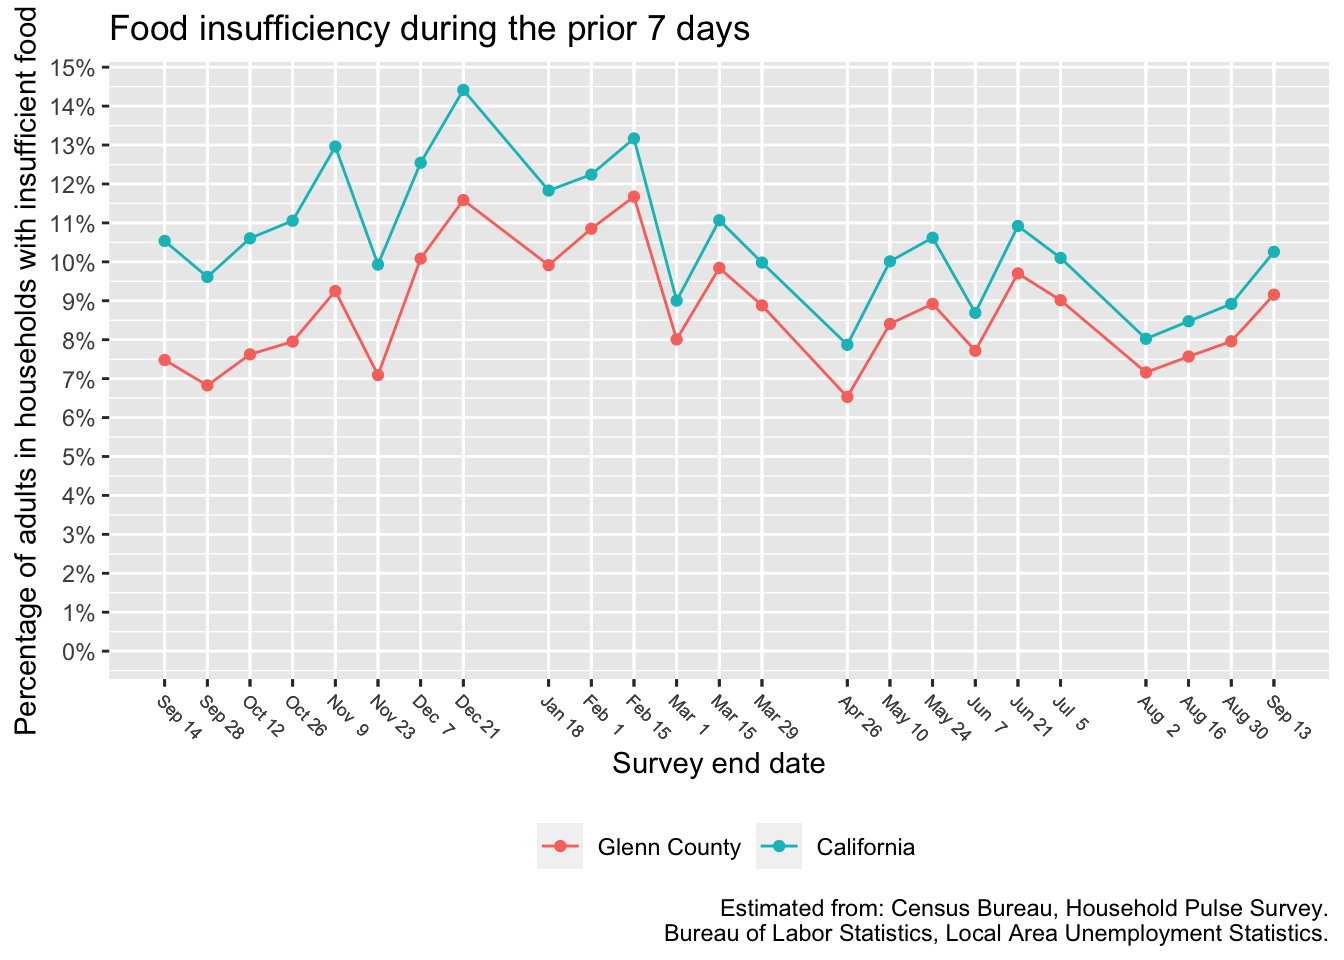 Food insufficiency during the prior 7 days
Percentage of adults in households with insufficient food
15%
14%
13%
12%
11%
10%
9%
8%
7%
6%
5%
4%
3%
2%
1%
0%
Sep 14
Sep 28
Oct 12
Oct 26
Nov 9
Nov 23
Dec 7
Dec 21
Jan 18
Feb 1
Feb 15
Mar 1
Mar 15
Mar 29
Apr 26
May 10
May 24
Jun 7
Jun 21
Jul 5
Aug 2
Aug 16
Aug 30
Sep 13
Survey end date
Glenn County
California
Estimated from: Census Bureau, Household Pulse Survey.
Bureau of Labor Statistics, Local Area Unemployment Statistics.